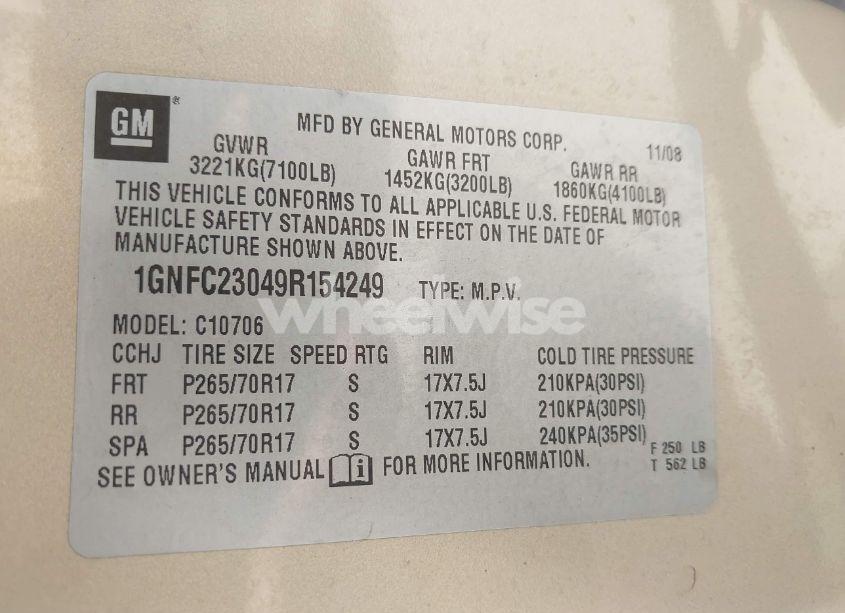 GM
MFD BY GENERAL MOTORS CORP. 11/08
GVWR GAWR FRT GAWR RR
3221KG(7100LB) 1452KG(3200LB) 1860KG(4100LB)
THIS VEHICLE CONFORMS TO ALL APPLICABLE U.S. FEDERAL MOTOR
VEHICLE SAFETY STANDARDS IN EFFECT ON THE DATE OF
MANUFACTURE SHOWN ABOVE.
1GNFC23049R154249 TYPE: M.P.V.
wheelwise
MODEL: C10706
CCHJ TIRE SIZE SPEED RTG RIM COLD TIRE PRESSURE
FRT P265/70R17 S 17X7.5J 210KPA(30PSI)
RR P265/70R17 S 17X7.5J 210KPA(30PSI)
SPA P265/70R17 S 17X7.5J 240KPA(35PSI)
F 250 LB
T 562 LB
SEE OWNER'S MANUAL i FOR MORE INFORMATION.